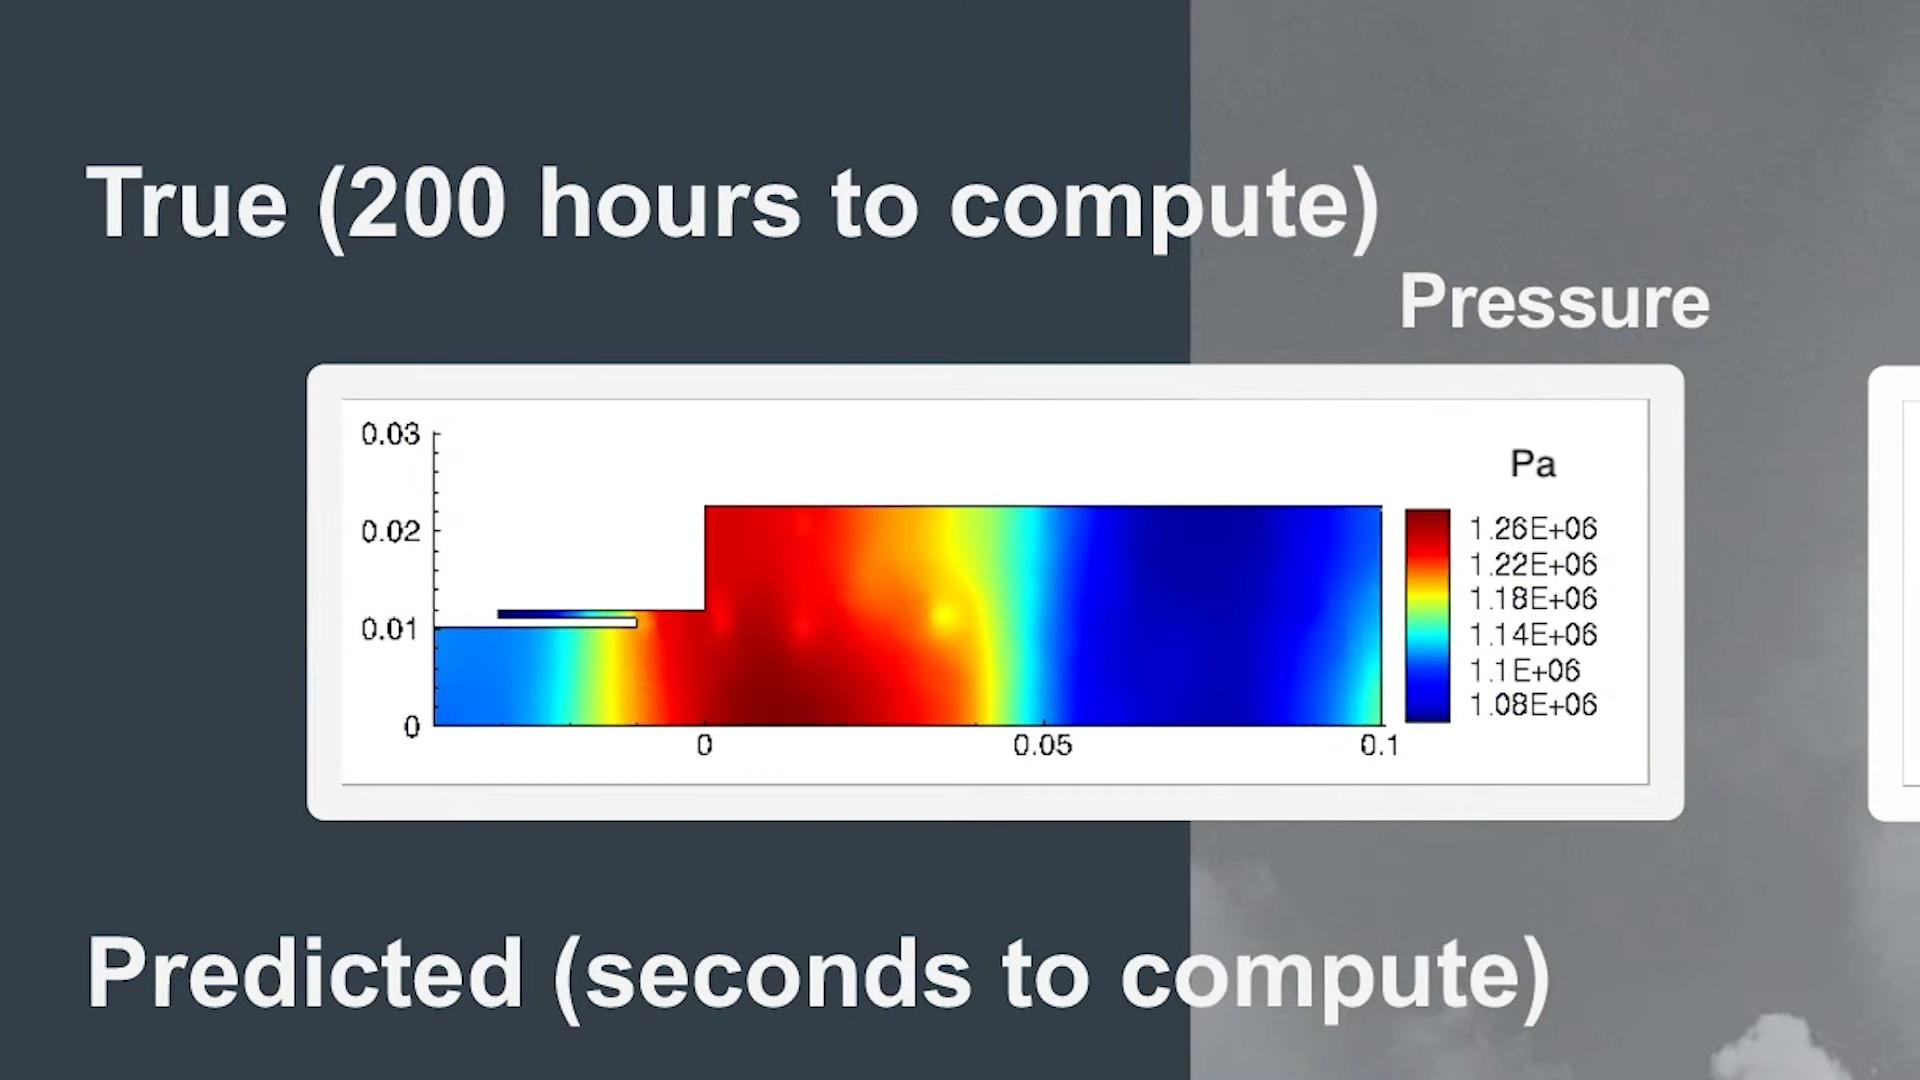 True (200 hours to compute)
Pressure
0.03
0.02
0.01
0
0
0.05
0.1
Pa
1.26E+06
1.22E+06
1.18E+06
1.14E+06
1.1E+06
1.08E+06
Predicted (seconds to compute)